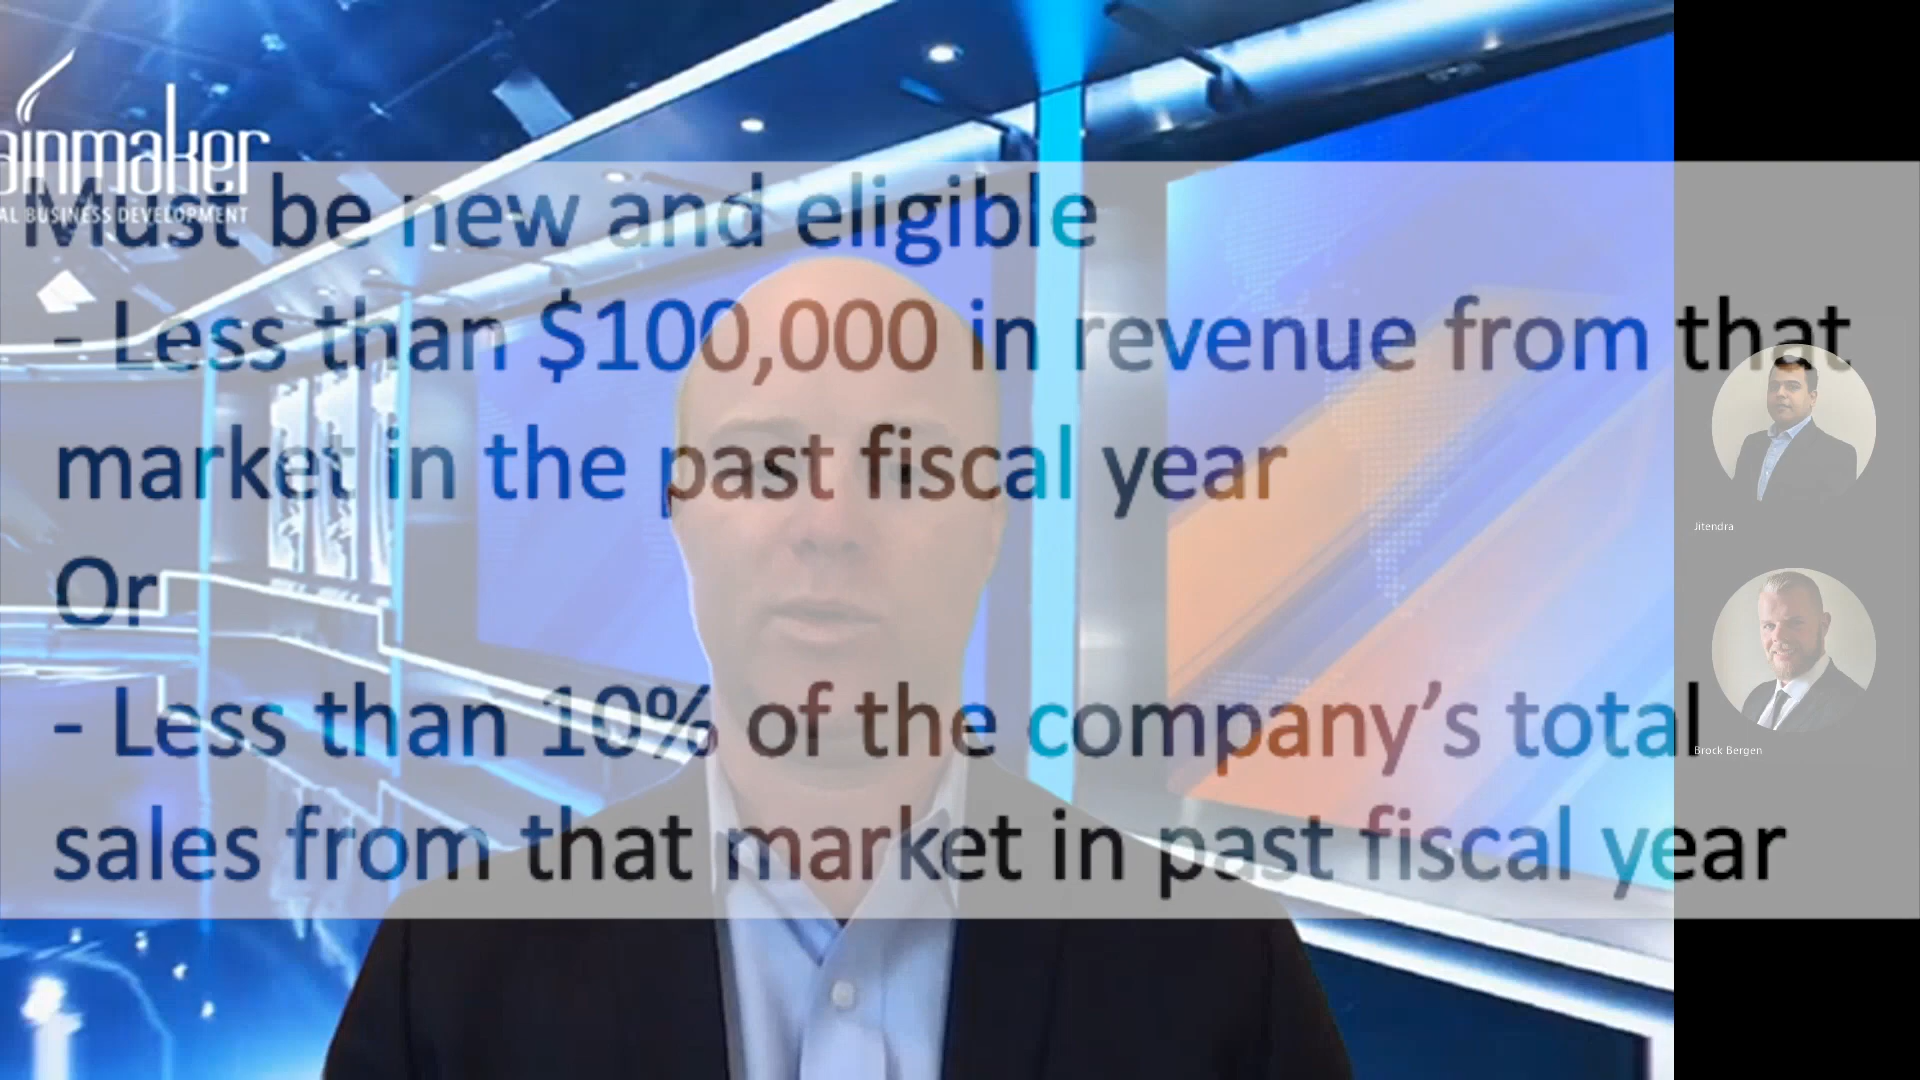 ainmaker
AL BUSINESS DEVELOPMENT
Must be new and eligible
- Less than $100,000 in revenue from that
market in the past fiscal year
Or
- Less than 10% of the company’s total
sales from that market in past fiscal year
Jitendra
Brock Bergen